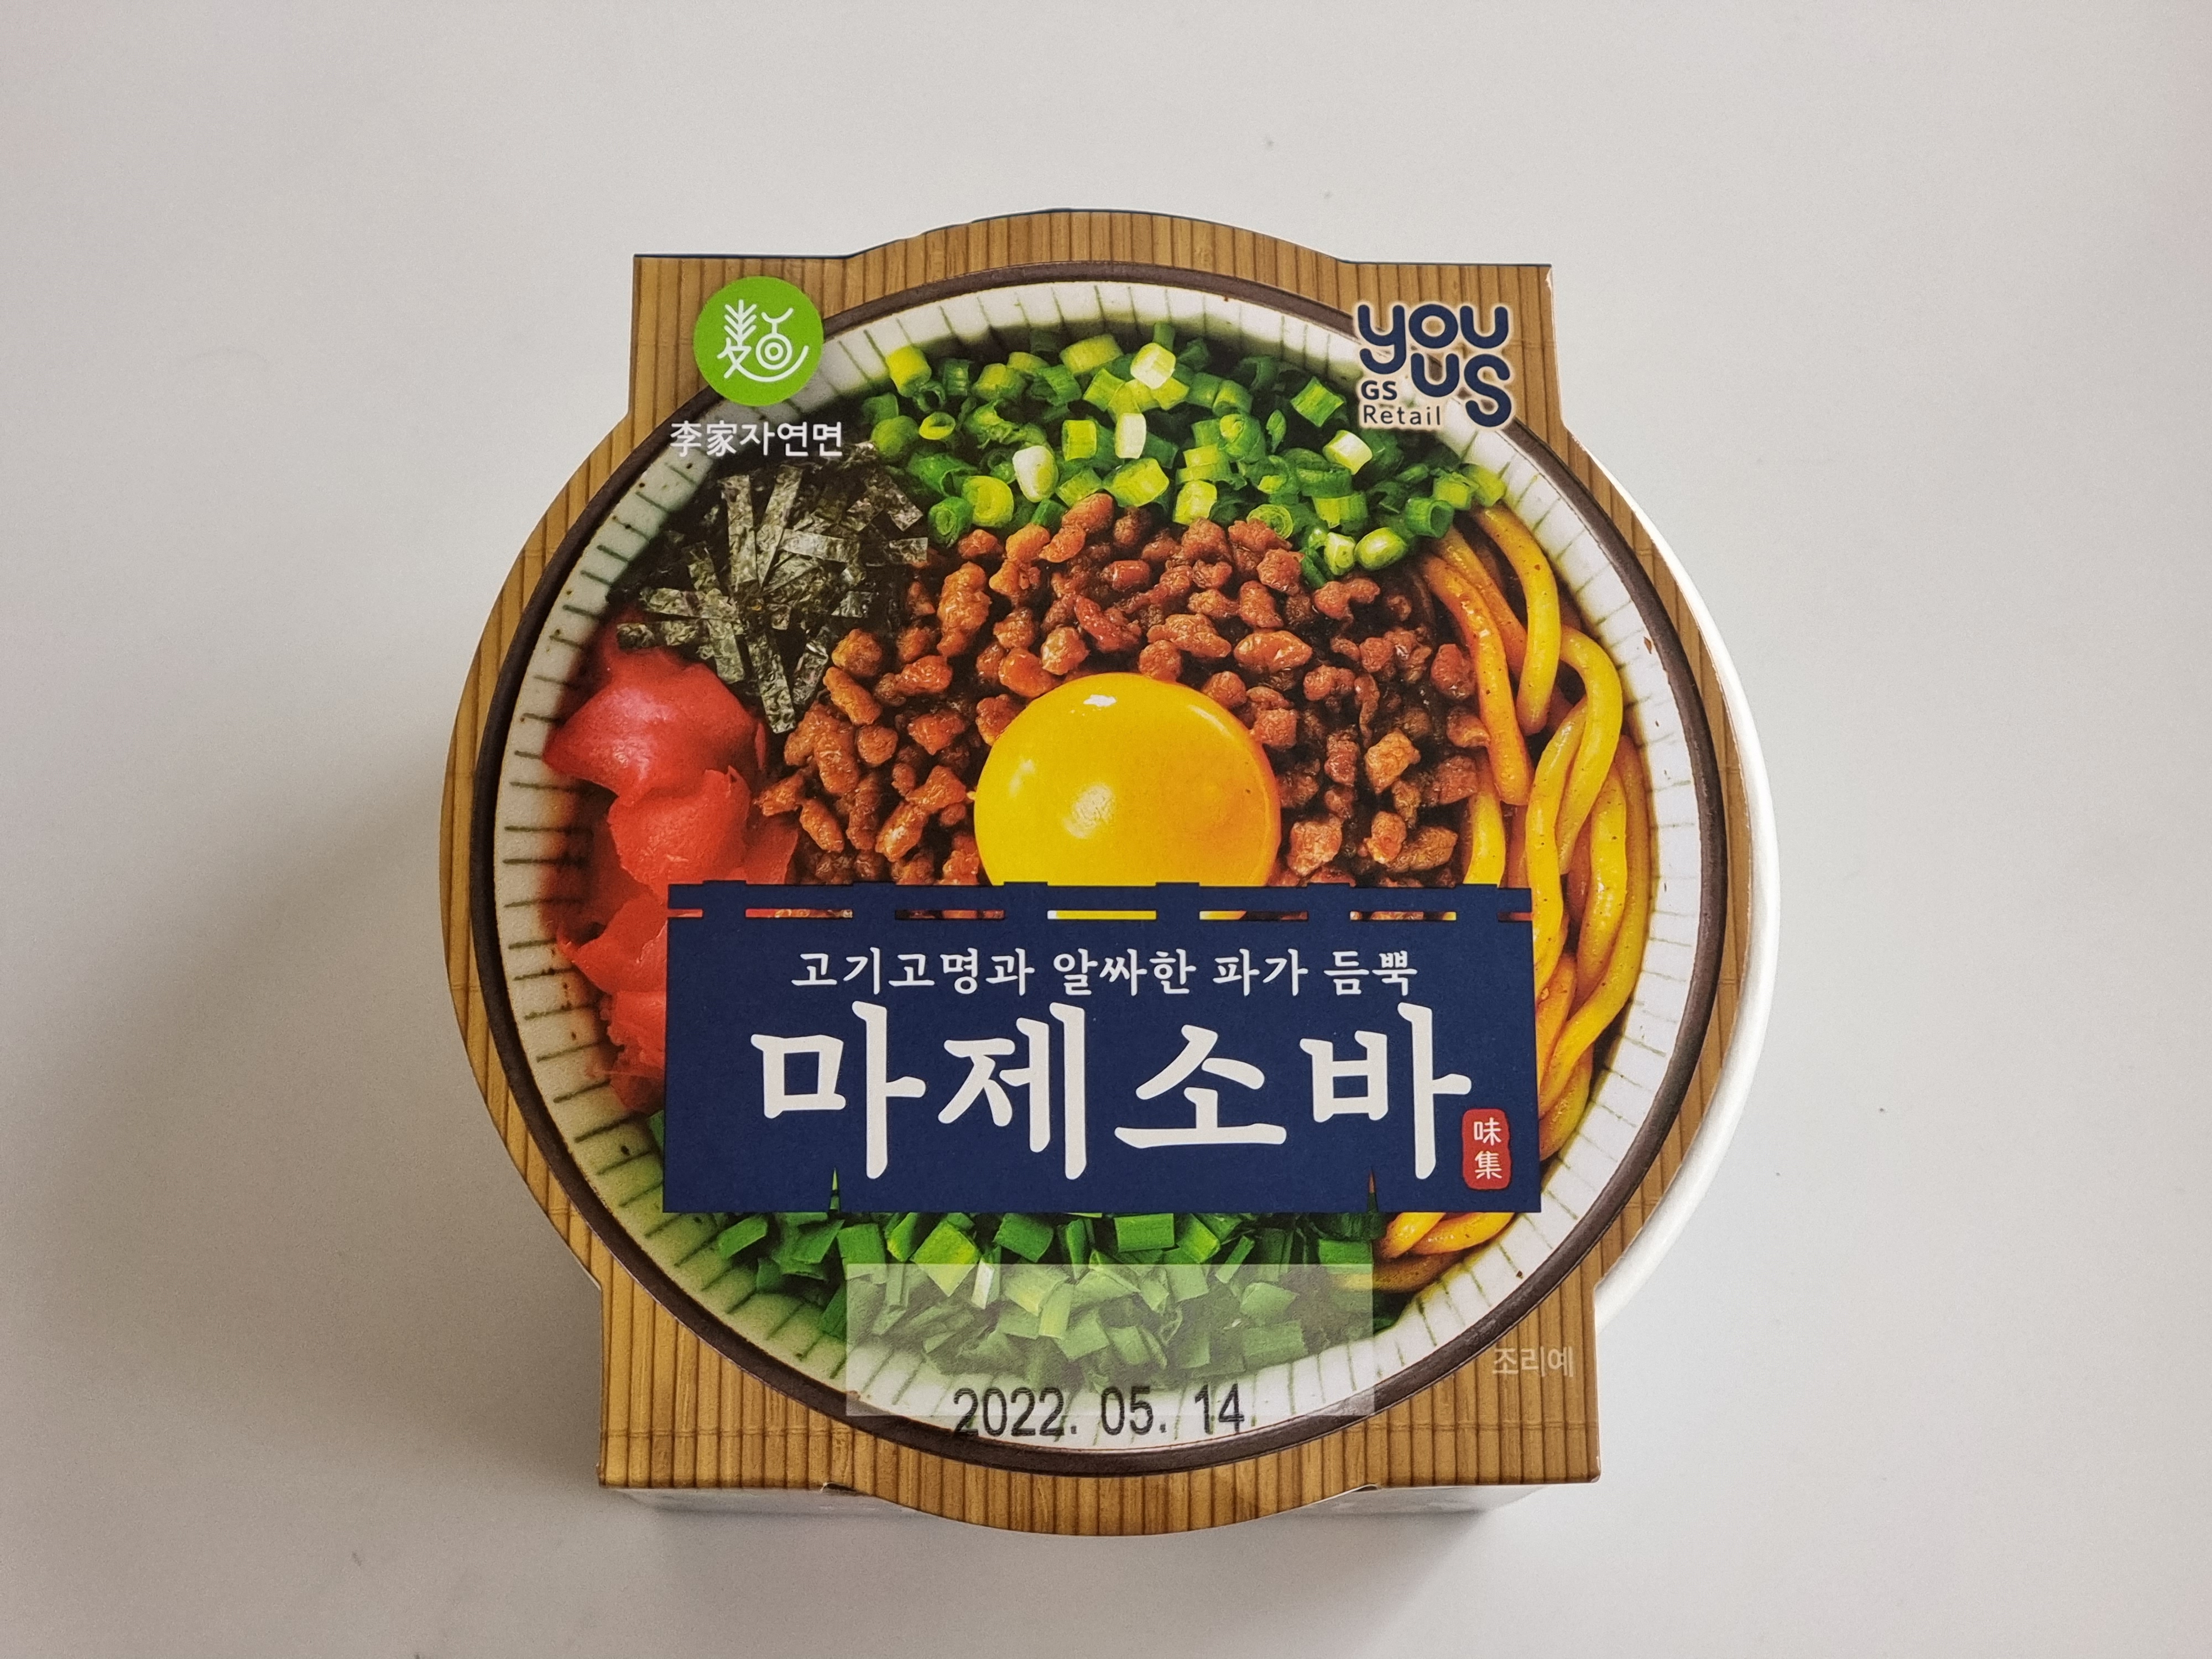 麵
李家자연면
you
us
GS
Retail
고기고명과 알싸한 파가 듬뿍
마제소바
味集
조리예
2022. 05. 14